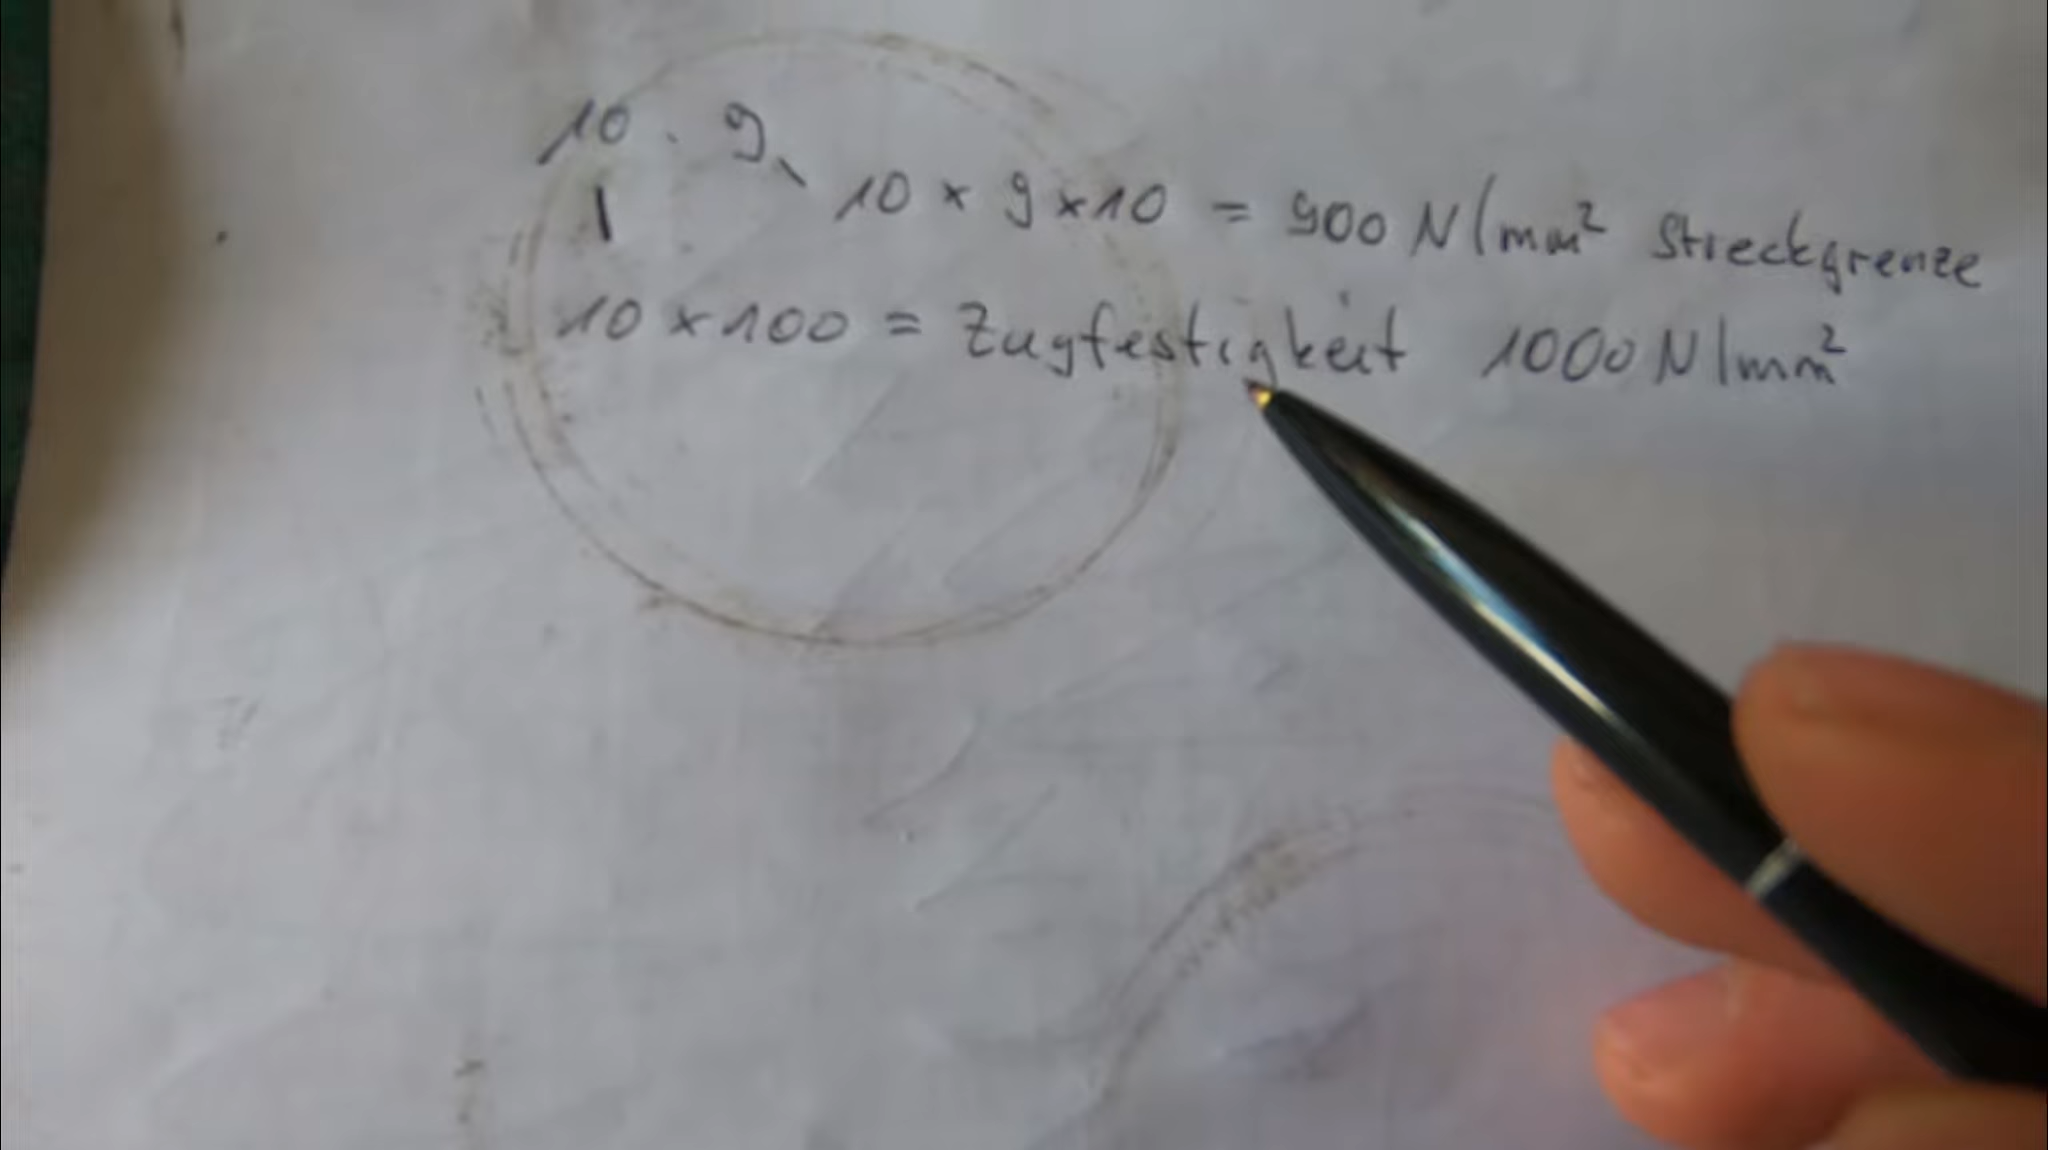 10 . 9
10 x 9 x 10 = 900 N/mm² Streckgrenze
10 x 100 = Zugfestigkeit 1000 N/mm²